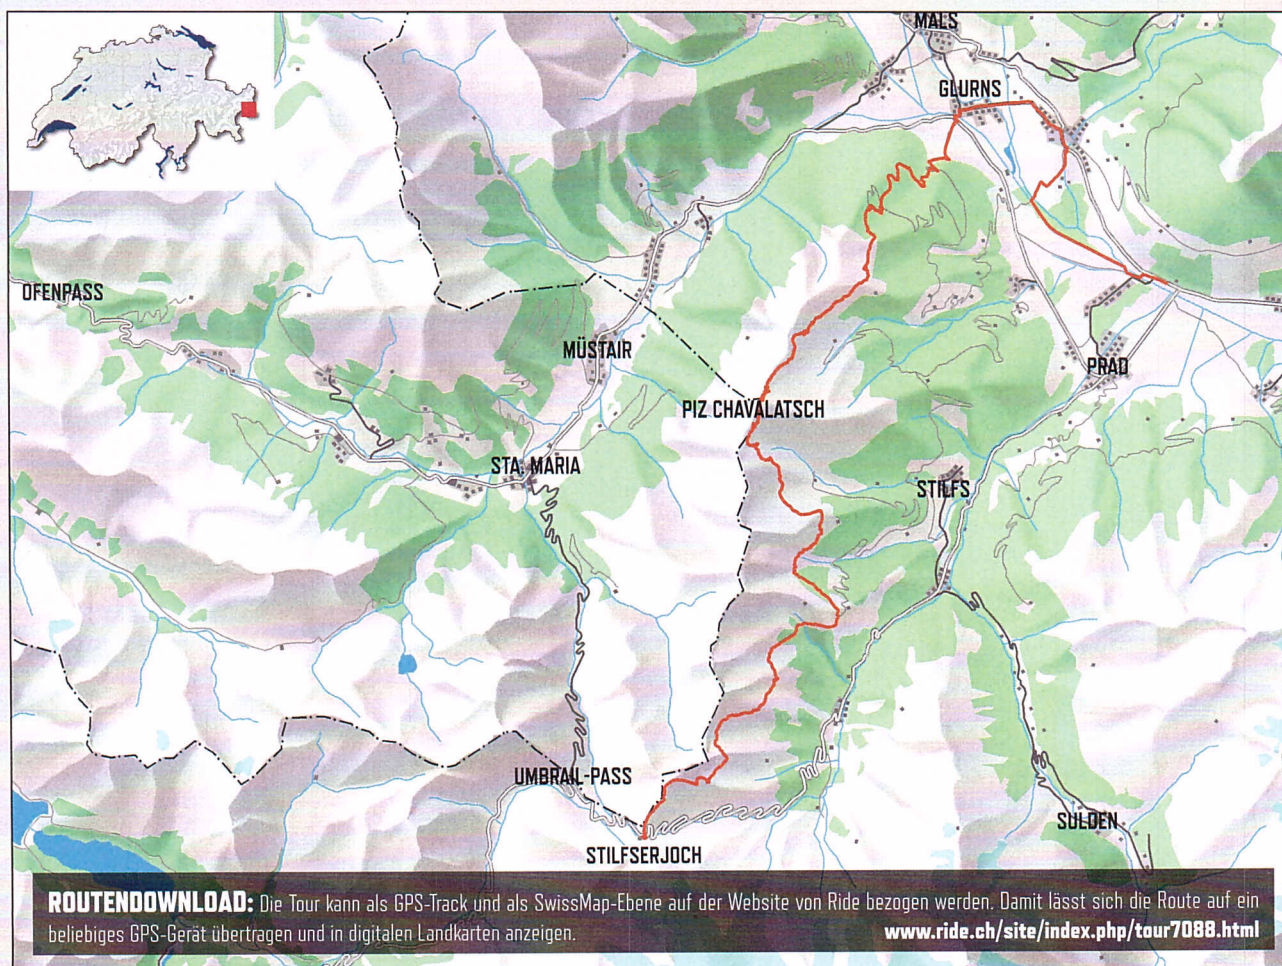 MALS
GLURNS
OFENPASS
MÜSTAIR
PRAD
PIZ CHAVALATSCH
STA. MARIA
STILFS
UMBRAIL-PASS
SULDEN
STILFSERJOCH
ROUTENDOWNLOAD: Die Tour kann als GPS-Track und als SwissMap-Ebene auf der Website von Ride bezogen werden. Damit lässt sich die Route auf ein
beliebiges GPS-Gerät übertragen und in digitalen Landkarten anzeigen. www.ride.ch/site/index.php/tour7088.html